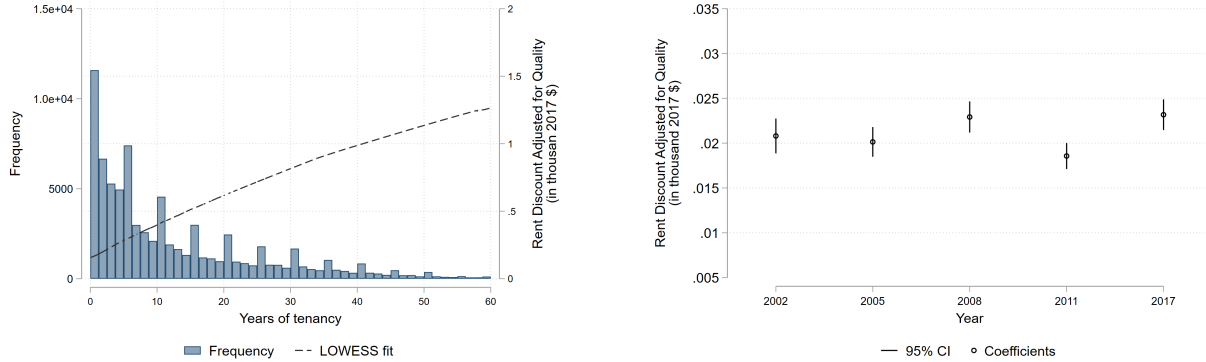 1.5e+04
1.0e+04
5000
0
Frequency
2
1.5
1
.5
0
Rent Discount Adjusted for Quality
(in thousan 2017 $)
0
10
20
30
40
50
60
Years of tenancy
Frequency
LOWESS fit
.035
.03
.025
.02
.015
.01
.005
Rent Discount Adjusted for Quality
(in thousand 2017 $)
2002
2005
2008
2011
2017
Year
95% CI
Coefficients